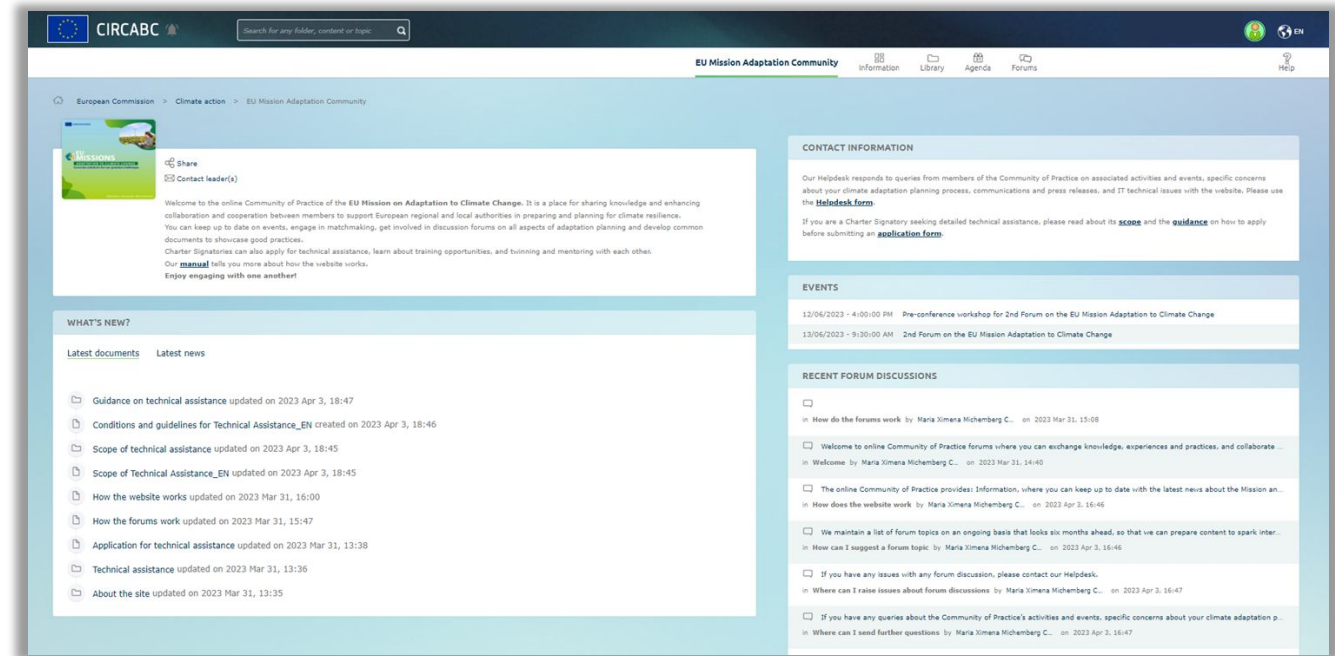 CIRCABC
Search for any folder, content or topic
EN
EU Mission Adaptation Community
Information
Library
Agenda
Forums
Help
European Commission > Climate action > EU Mission Adaptation Community
EU
MISSIONS
Share
Contact leader(s)
Welcome to the online Community of Practice of the EU Mission on Adaptation to Climate Change. It is a place for sharing knowledge and enhancing
collaboration and cooperation between members to support European regional and local authorities in preparing and planning for climate resilience.
You can keep up to date on events, engage in matchmaking, get involved in discussion forums on all aspects of adaptation planning and develop common
documents to showcase good practices.
Charter Signatories can also apply for technical assistance, learn about training opportunities, and twinning and mentoring with each other.
Our manual tells you more about how the website works.
Enjoy engaging with one another!
WHAT'S NEW?
Latest documents Latest news
Guidance on technical assistance updated on 2023 Apr 3, 18:47
Conditions and guidelines for Technical Assistance_EN created on 2023 Apr 3, 18:46
Scope of technical assistance updated on 2023 Apr 3, 18:45
Scope of Technical Assistance_EN updated on 2023 Apr 3, 18:45
How the website works updated on 2023 Mar 31, 16:00
How the forums work updated on 2023 Mar 31, 15:47
Application for technical assistance updated on 2023 Mar 31, 13:38
Technical assistance updated on 2023 Mar 31, 13:36
About the site updated on 2023 Mar 31, 13:35
CONTACT INFORMATION
Our Helpdesk responds to queries from members of the Community of Practice on associated activities and events, specific concerns
about your climate adaptation planning process, communications and press releases, and IT technical issues with the website. Please use
the Helpdesk form.
If you are a Charter Signatory seeking detailed technical assistance, please read about its scope and the guidance on how to apply
before submitting an application form.
EVENTS
12/06/2023 - 4:00:00 PM Pre-conference workshop for 2nd Forum on the EU Mission Adaptation to Climate Change
13/06/2023 - 9:30:00 AM 2nd Forum on the EU Mission Adaptation to Climate Change
RECENT FORUM DISCUSSIONS
in How do the forums work by Maria Ximena Michemberg C... on 2023 Mar 31, 15:08
Welcome to online Community of Practice forums where you can exchange knowledge, experiences and practices, and collaborate ...
in Welcome by Maria Ximena Michemberg C... on 2023 Mar 31, 14:40
The online Community of Practice provides: Information, where you can keep up to date with the latest news about the Mission an...
in How does the website work by Maria Ximena Michemberg C... on 2023 Apr 3, 16:46
We maintain a list of forum topics on an ongoing basis that looks six months ahead, so that we can prepare content to spark inter...
in How can I suggest a forum topic by Maria Ximena Michemberg C... on 2023 Apr 3, 16:46
If you have any issues with any forum discussion, please contact our Helpdesk.
in Where can I raise issues about forum discussions by Maria Ximena Michemberg C... on 2023 Apr 3, 16:47
If you have any queries about the Community of Practice's activities and events, specific concerns about your climate adaptation p...
in Where can I send further questions by Maria Ximena Michemberg C... on 2023 Apr 3, 16:47